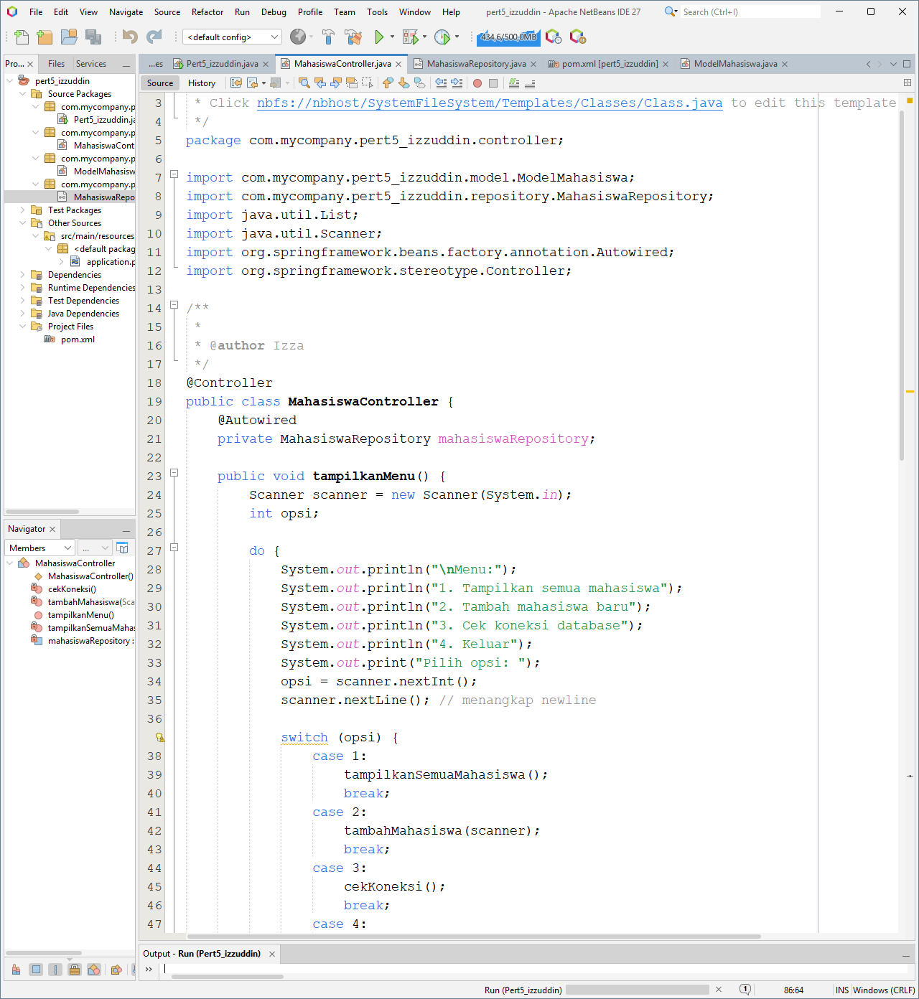 File Edit View Navigate Source Refactor Run Debug Profile Team Tools Window Help pert5_izzuddin - Apache NetBeans IDE 27 Search (Ctrl+I)
<default config> 434,6/500,0MB
Pro... Files Services
...es Pert5_izzuddin.java MahasiswaController.java MahasiswaRepository.java pom.xml [pert5_izzuddin] ModelMahasiswa.java
Source History
pert5_izzuddin
Source Packages
com.mycompany.p
Pert5_izzuddin.ja
com.mycompany.p
MahasiswaCont
com.mycompany.p
ModelMahasisw
com.mycompany.p
MahasiswaRepo
Test Packages
Other Sources
src/main/resources
<default packag
application.p
Dependencies
Runtime Dependencies
Test Dependencies
Java Dependencies
Project Files
pom.xml
Navigator
Members ...
MahasiswaController
MahasiswaController()
cekKoneksi()
tambahMahasiswa(Sca
tampilkanMenu()
tampilkanSemuaMahas
mahasiswaRepository :
3 * Click nbfs://nbhost/SystemFileSystem/Templates/Classes/Class.java to edit this template
4 */
5 package com.mycompany.pert5_izzuddin.controller;
6
7 import com.mycompany.pert5_izzuddin.model.ModelMahasiswa;
8 import com.mycompany.pert5_izzuddin.repository.MahasiswaRepository;
9 import java.util.List;
10 import java.util.Scanner;
11 import org.springframework.beans.factory.annotation.Autowired;
12 import org.springframework.stereotype.Controller;
13
14 /**
15 *
16 * @author Izza
17 */
18 @Controller
19 public class MahasiswaController {
20 @Autowired
21 private MahasiswaRepository mahasiswaRepository;
22
23 public void tampilkanMenu() {
24 Scanner scanner = new Scanner(System.in);
25 int opsi;
26
27 do {
28 System.out.println("\nMenu:");
29 System.out.println("1. Tampilkan semua mahasiswa");
30 System.out.println("2. Tambah mahasiswa baru");
31 System.out.println("3. Cek koneksi database");
32 System.out.println("4. Keluar");
33 System.out.print("Pilih opsi: ");
34 opsi = scanner.nextInt();
35 scanner.nextLine(); // menangkap newline
36
switch (opsi) {
38 case 1:
39 tampilkanSemuaMahasiswa();
40 break;
41 case 2:
42 tambahMahasiswa(scanner);
43 break;
44 case 3:
45 cekKoneksi();
46 break;
47 case 4:
Output - Run (Pert5_izzuddin)
>>
Run (Pert5_izzuddin) 1 86:64 INS Windows (CRLF)